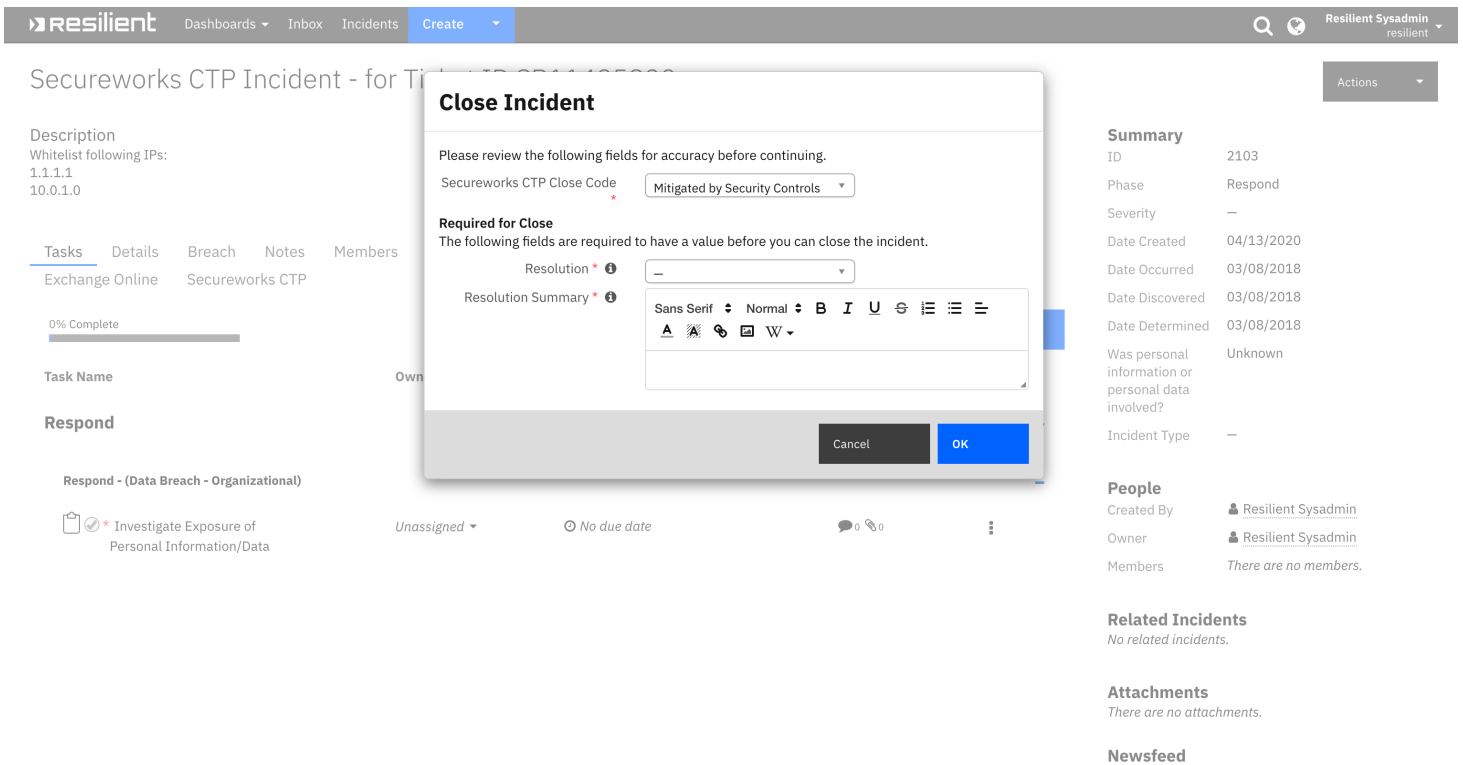 Resilient
Dashboards Inbox Incidents Create
Resilient Sysadmin
resilient
Secureworks CTP Incident - for
Actions
Description
Whitelist following IPs:
1.1.1.1
10.0.1.0
Tasks Details Breach Notes Members
Exchange Online Secureworks CTP
0% Complete
Task Name
Respond
Respond - (Data Breach - Organizational)
* Investigate Exposure of
Personal Information/Data
Unassigned
No due date
0 0
Close Incident
Please review the following fields for accuracy before continuing.
Secureworks CTP Close Code
*
Mitigated by Security Controls
Required for Close
The following fields are required to have a value before you can close the incident.
Resolution * —
Resolution Summary *
Sans Serif Normal B I U S
A A W
Cancel OK
Summary
ID 2103
Phase Respond
Severity —
Date Created 04/13/2020
Date Occurred 03/08/2018
Date Discovered 03/08/2018
Date Determined 03/08/2018
Was personal Unknown
information or
personal data
involved?
Incident Type —
People
Created By Resilient Sysadmin
Owner Resilient Sysadmin
Members There are no members.
Related Incidents
No related incidents.
Attachments
There are no attachments.
Newsfeed